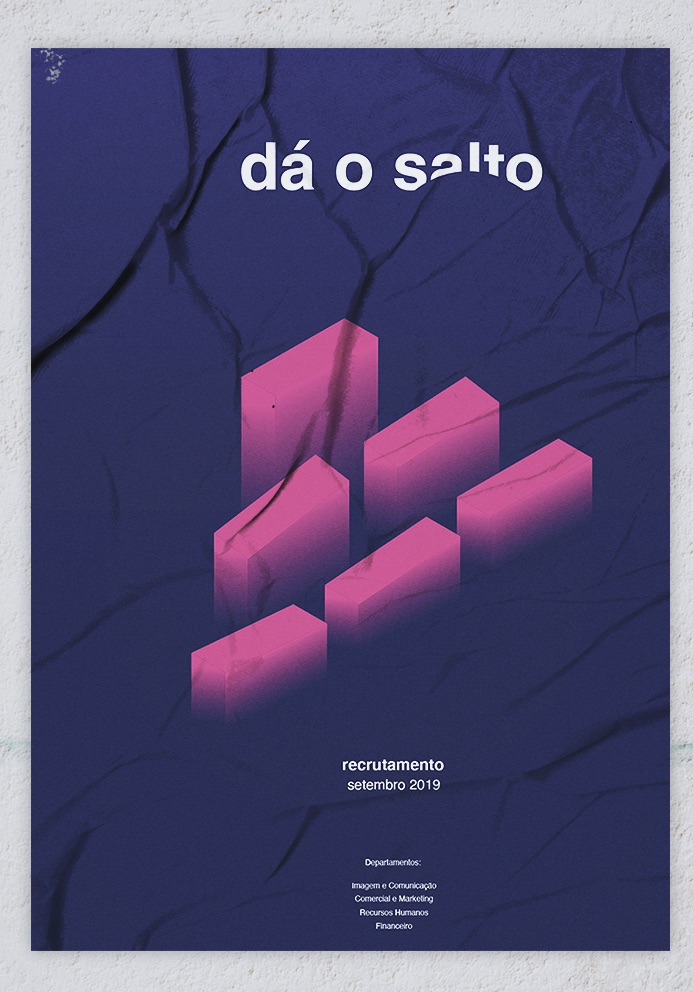 dá o salto
recrutamento
setembro 2019
Departamentos:
Imagem e Comunicação
Comercial e Marketing
Recursos Humanos
Financeiro